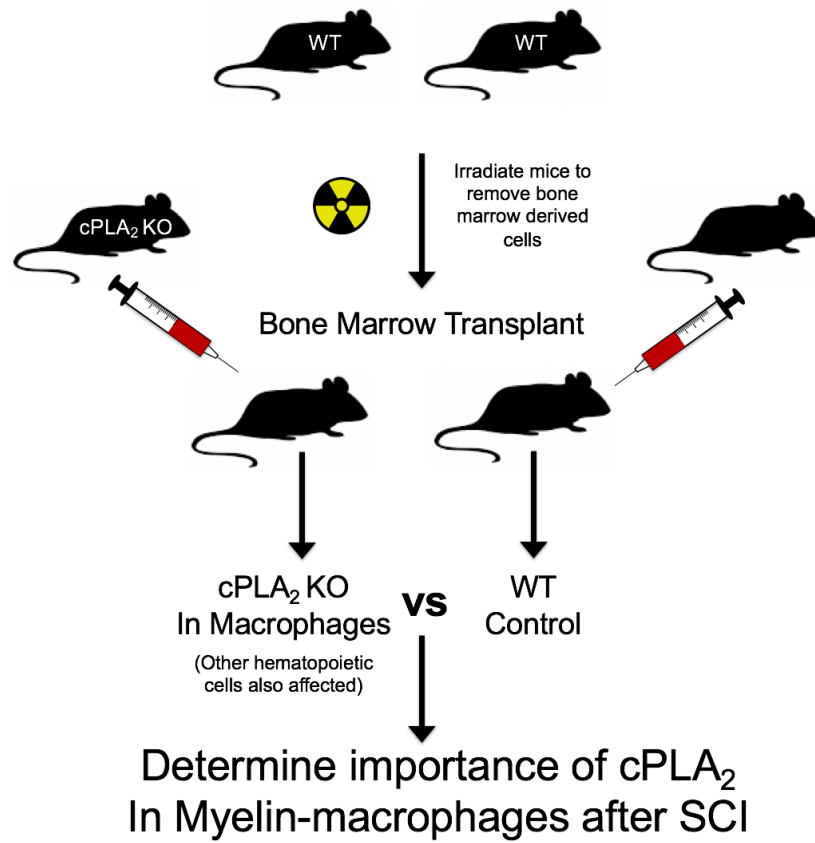 WT
WT
Irradiate mice to
remove bone
marrow derived
cells
cPLA₂ KO
Bone Marrow Transplant
cPLA₂ KO
In Macrophages
(Other hematopoietic
cells also affected)
vs
WT
Control
Determine importance of cPLA₂
In Myelin-macrophages after SCI